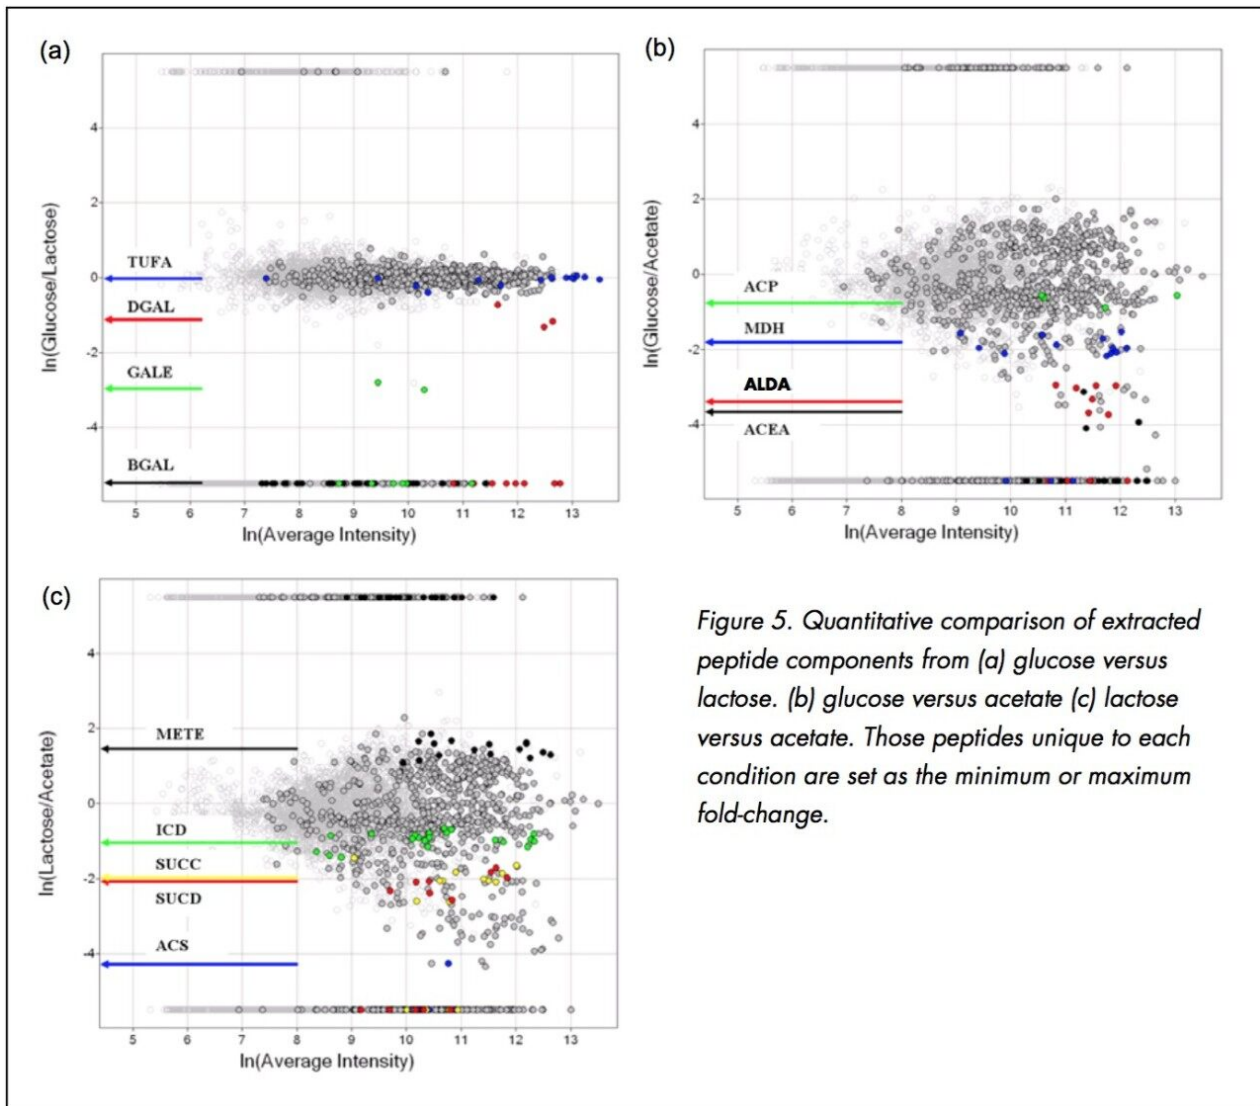 (a)
4
2
0
-2
-4
ln(Glucose/Lactose)
TUFA
DGAL
GALE
BGAL
5 6 7 8 9 10 11 12 13
ln(Average Intensity)
(b)
4
2
0
-2
-4
ln(Glucose/Acetate)
ACP
MDH
ALDA
ACEA
5 6 7 8 9 10 11 12 13
ln(Average Intensity)
(c)
4
2
0
-2
-4
ln(Lactose/Acetate)
METE
ICD
SUCC
SUCD
ACS
5 6 7 8 9 10 11 12 13
ln(Average Intensity)
Figure 5. Quantitative comparison of extracted
peptide components from (a) glucose versus
lactose. (b) glucose versus acetate (c) lactose
versus acetate. Those peptides unique to each
condition are set as the minimum or maximum
fold-change.